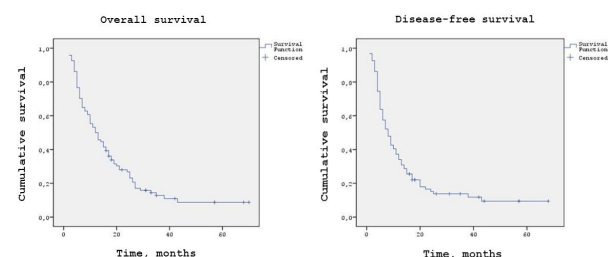 Overall survival
Survival
Function
Censored
1,0
0,8
0,6
0,4
0,2
0,0
Cumulative survival
0
20
40
60
Time, months
Disease-free survival
Survival
Function
Censored
1,0
0,8
0,6
0,4
0,2
0,0
Cumulative survival
0
20
40
60
Time, months